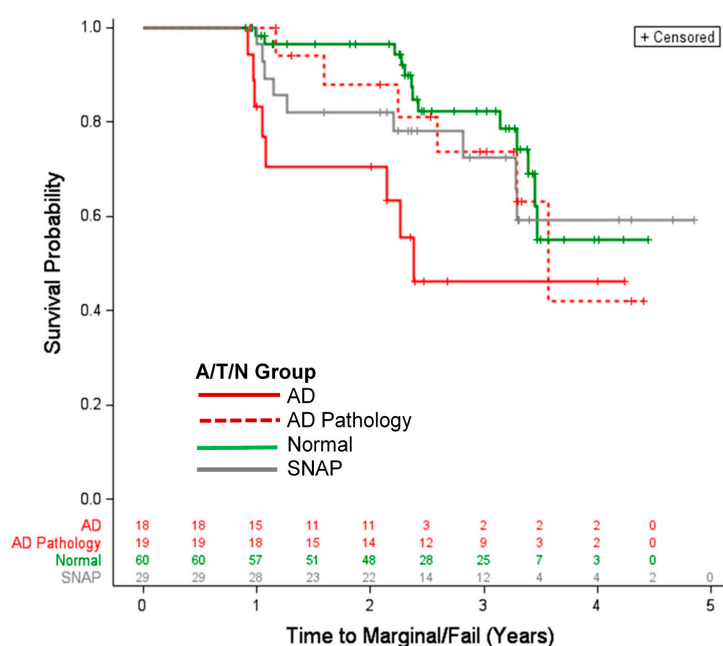 + Censored
1.0
0.8
0.6
0.4
0.2
0.0
Survival Probability
A/T/N Group
AD
AD Pathology
Normal
SNAP
AD 18 18 15 11 11 3 2 2 2 0
AD Pathology 19 19 18 15 14 12 9 3 2 0
Normal 60 60 57 51 48 28 25 7 3 0
SNAP 29 29 28 23 22 14 12 4 4 2 0
0 1 2 3 4 5
Time to Marginal/Fail (Years)